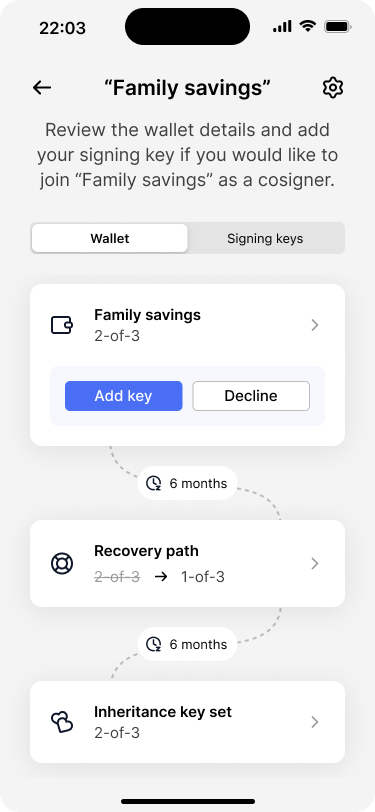 22:03
“Family savings”
Review the wallet details and add
your signing key if you would like to
join “Family savings” as a cosigner.
Wallet
Signing keys
Family savings
2-of-3
Add key
Decline
6 months
Recovery path
2-of-3 → 1-of-3
6 months
Inheritance key set
2-of-3